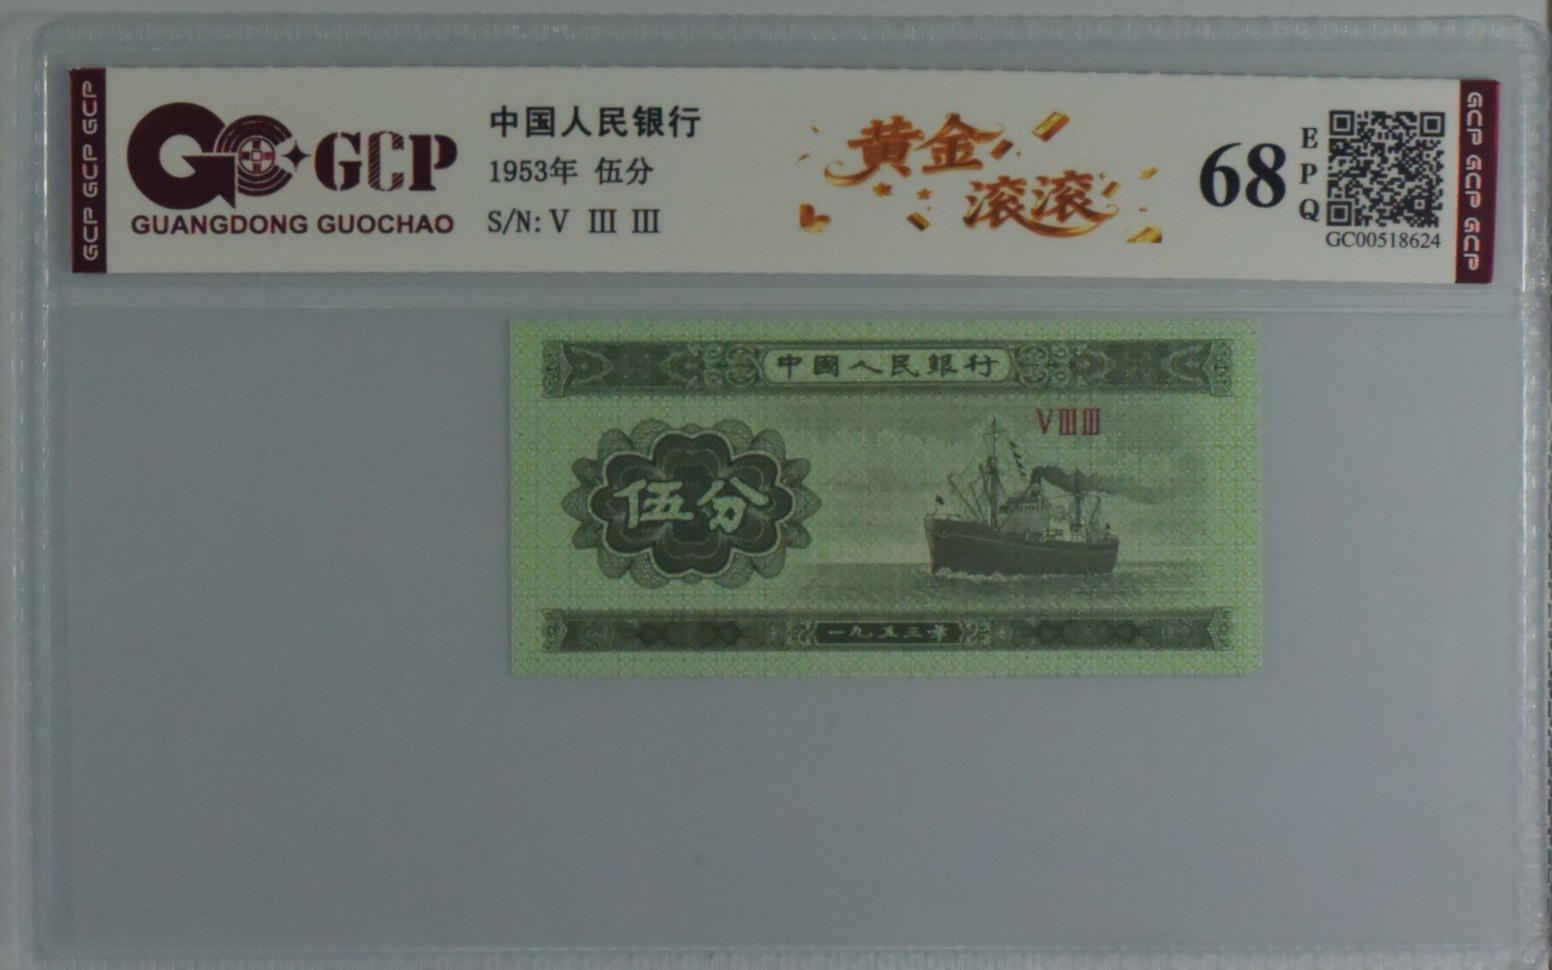 GCP GCP GCP
GCP
GUANGDONG GUOCHAO
中国人民银行
1953年 伍分
S/N: V Ⅲ Ⅲ
黄金
滚滚
68
E
P
Q
GC00518624
GCP GCP GCP
中國人民銀行
V Ⅲ Ⅲ
伍分
一九五三年